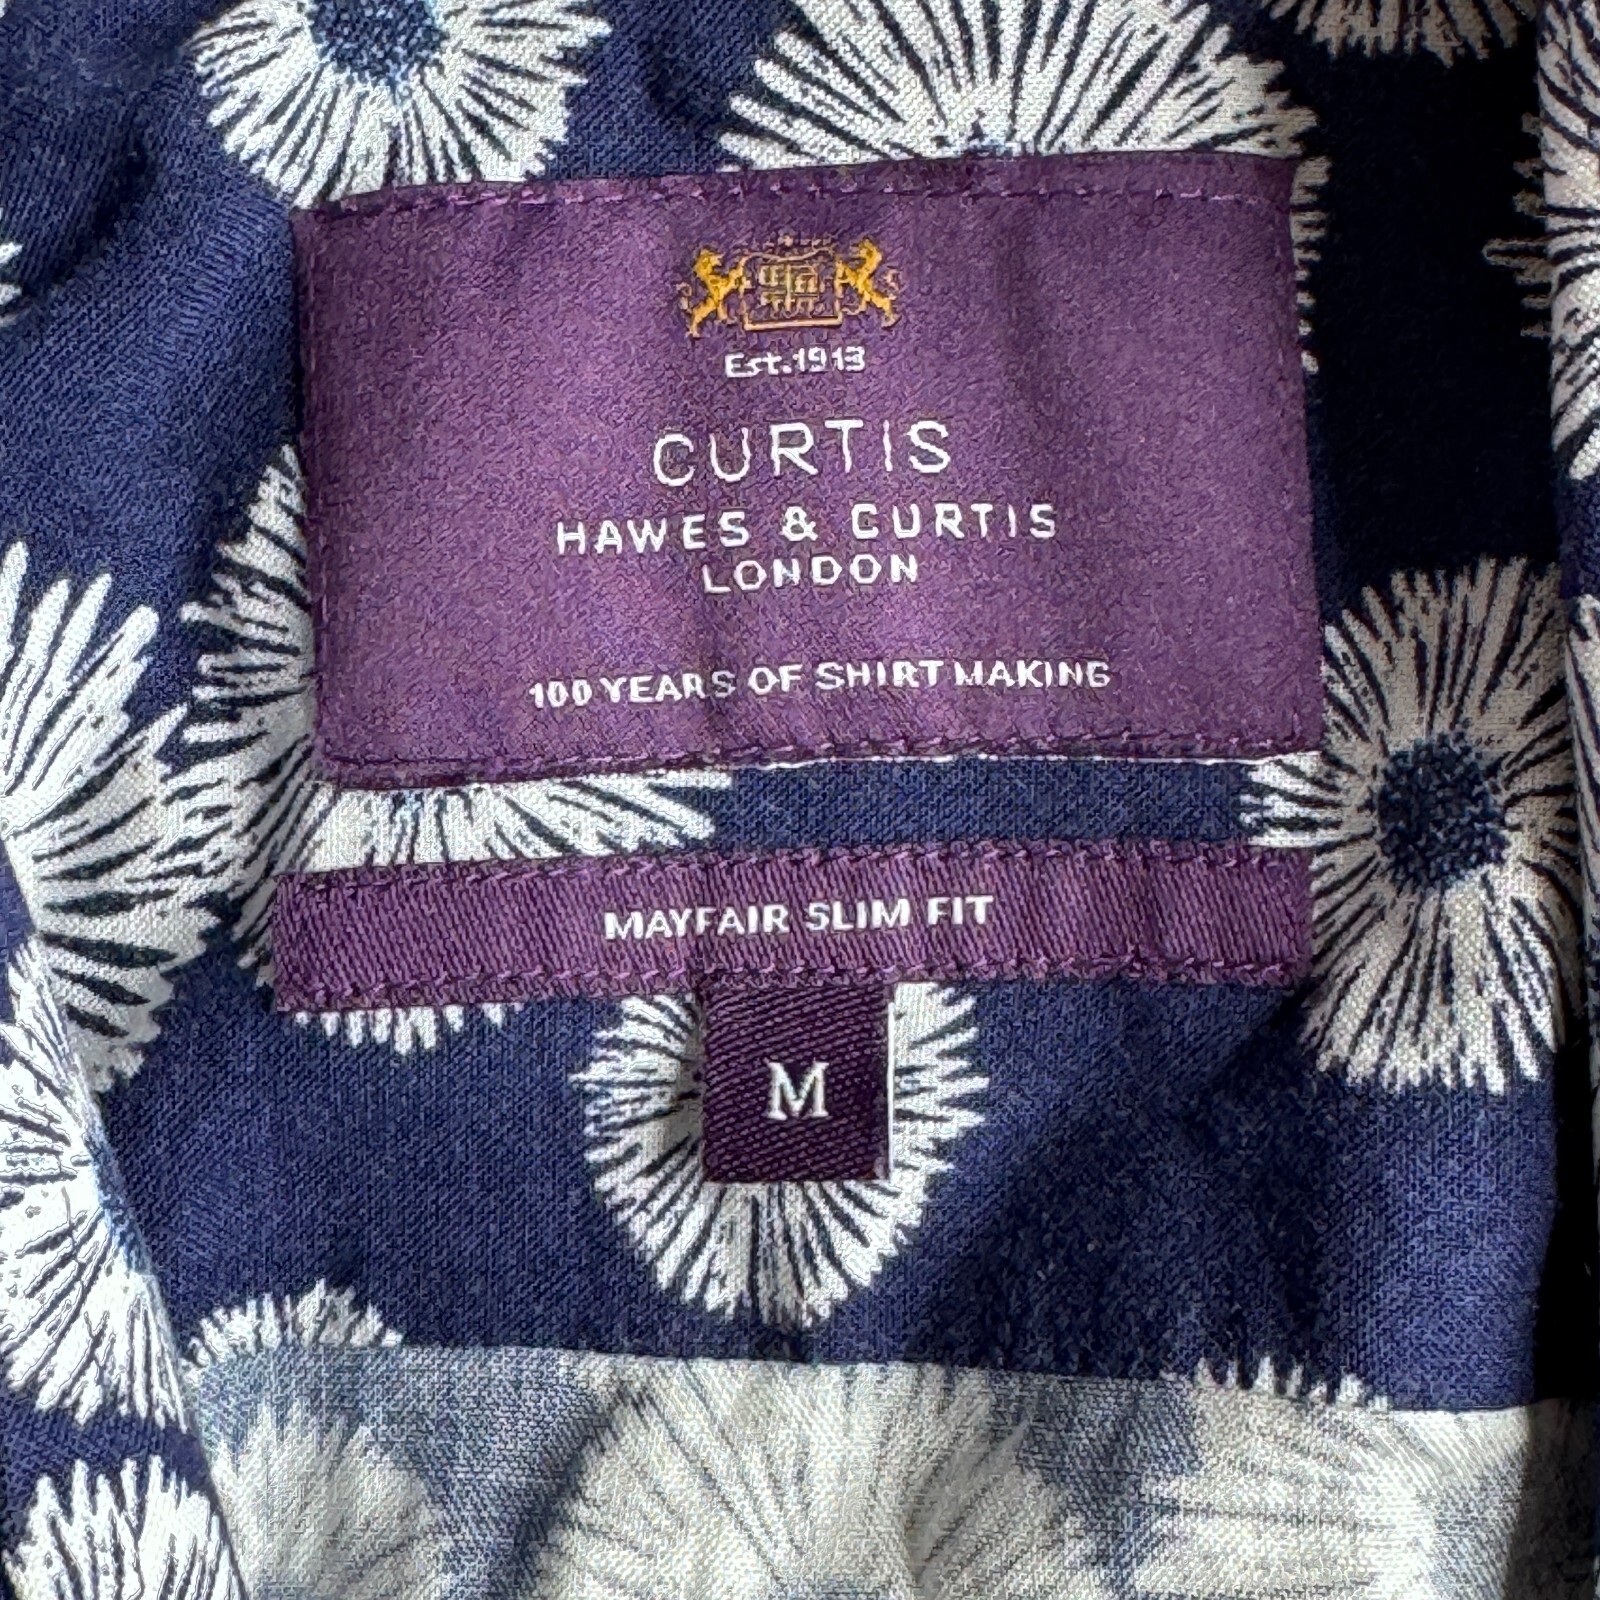 Est.1913
CURTIS
HAWES & CURTIS
LONDON
100 YEARS OF SHIRT MAKING
MAYFAIR SLIM FIT
M